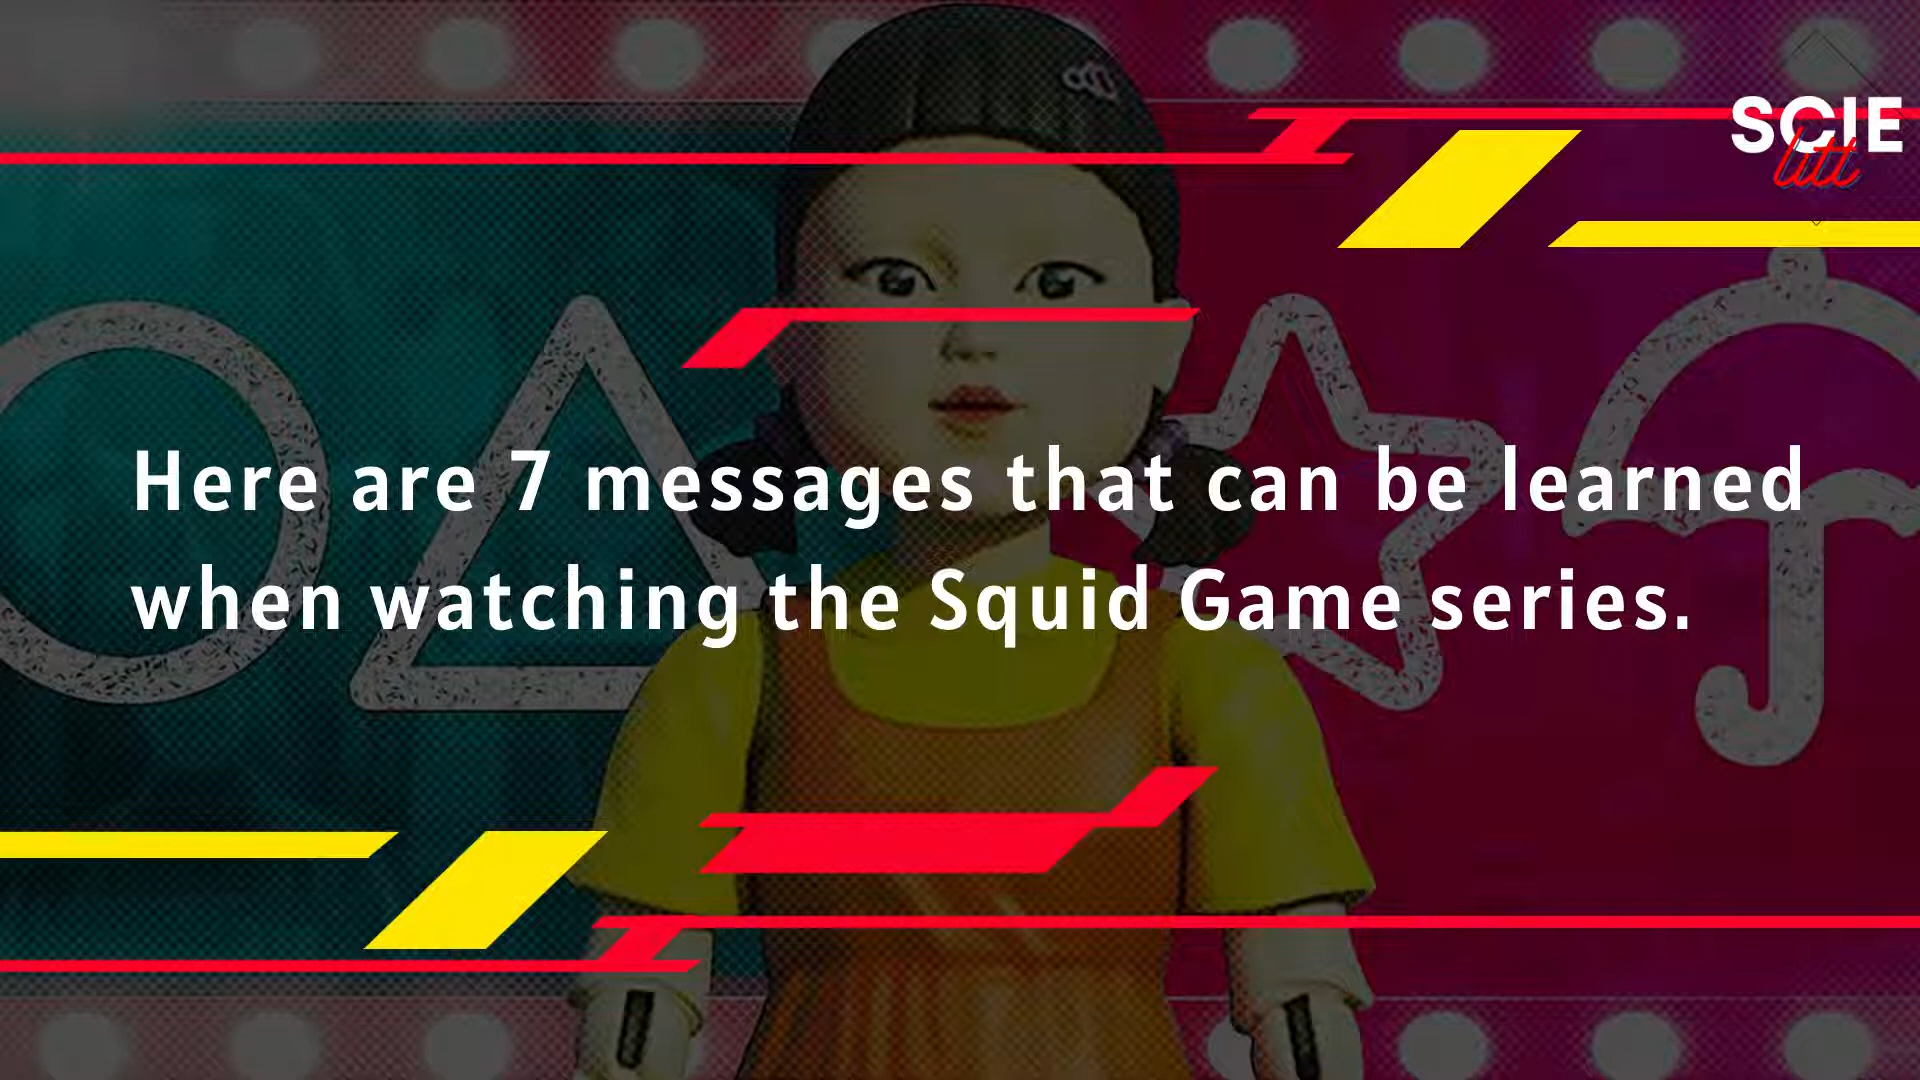 SCIE
litt
Here are 7 messages that can be learned
when watching the Squid Game series.